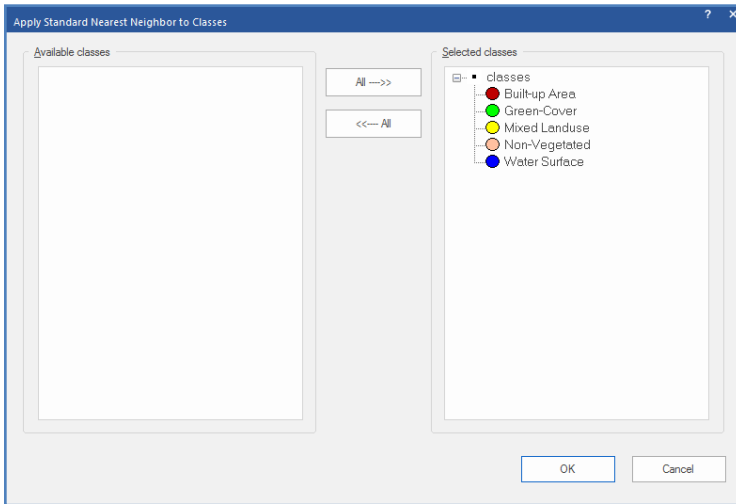 Apply Standard Nearest Neighbor to Classes
? ×
Available classes
All --->>
<<---- All
Selected classes
classes
Built-up Area
Green-Cover
Mixed Landuse
Non-Vegetated
Water Surface
OK
Cancel